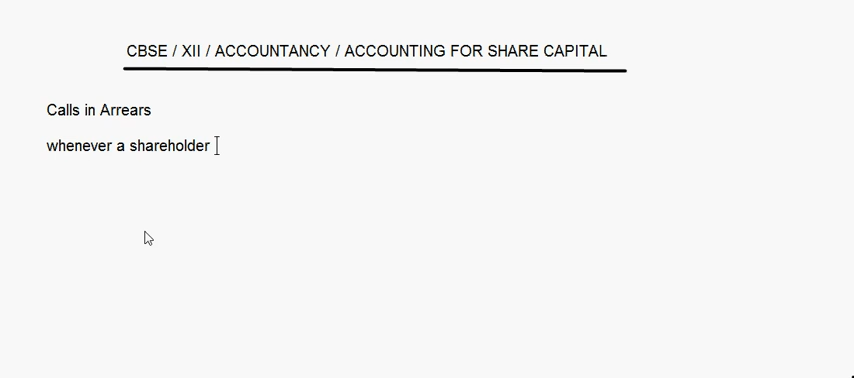 CBSE / XII / ACCOUNTANCY / ACCOUNTING FOR SHARE CAPITAL
Calls in Arrears
whenever a shareholder